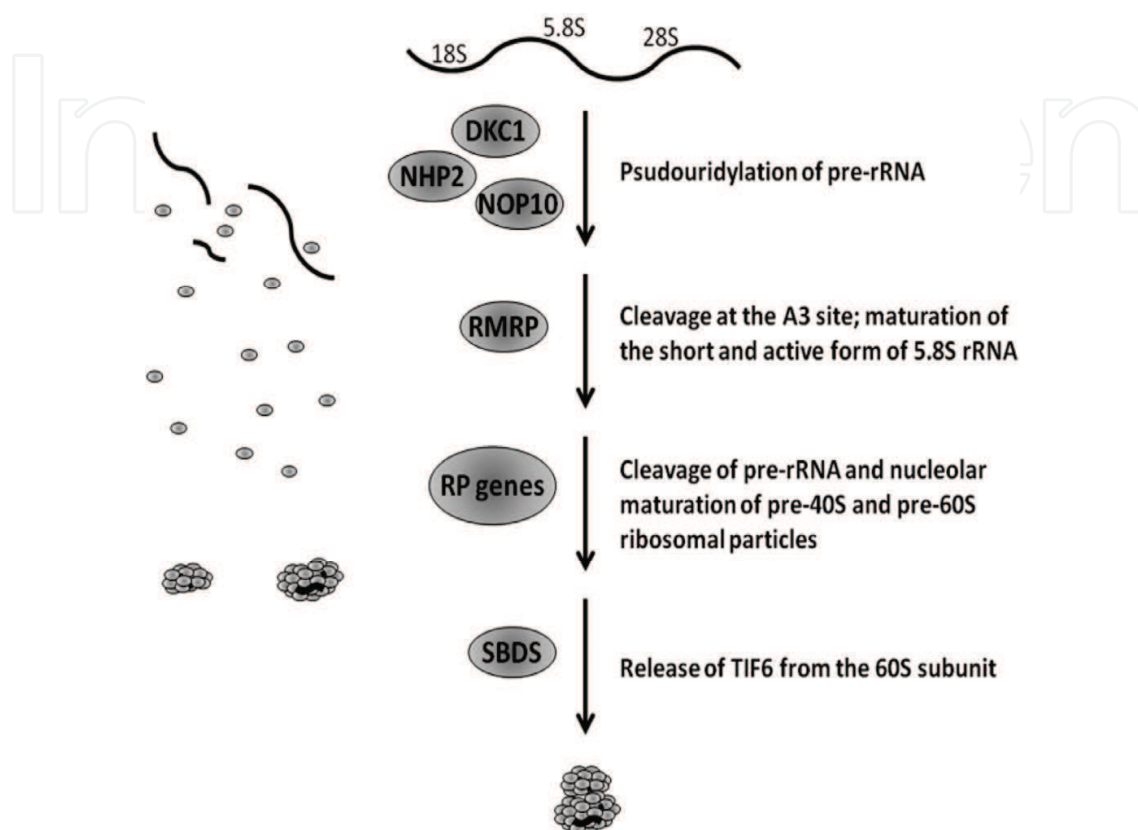 18S
5.8S
28S
DKC1
NHP2
NOP10
Psudouridylation of pre-rRNA
RMRP
Cleavage at the A3 site; maturation of
the short and active form of 5.8S rRNA
RP genes
Cleavage of pre-rRNA and nucleolar
maturation of pre-40S and pre-60S
ribosomal particles
SBDS
Release of TIF6 from the 60S subunit